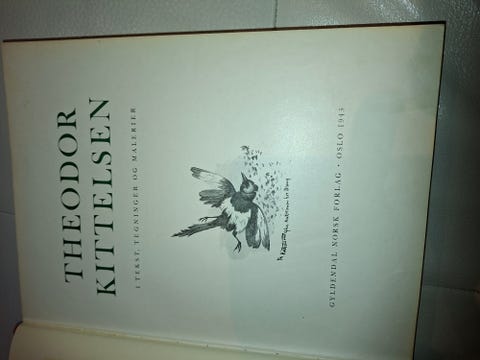 THEODOR
KITTELSEN
I TEKST, TEGNINGER OG MALERIER
GYLDENDAL NORSK FORLAG · OSLO 1945